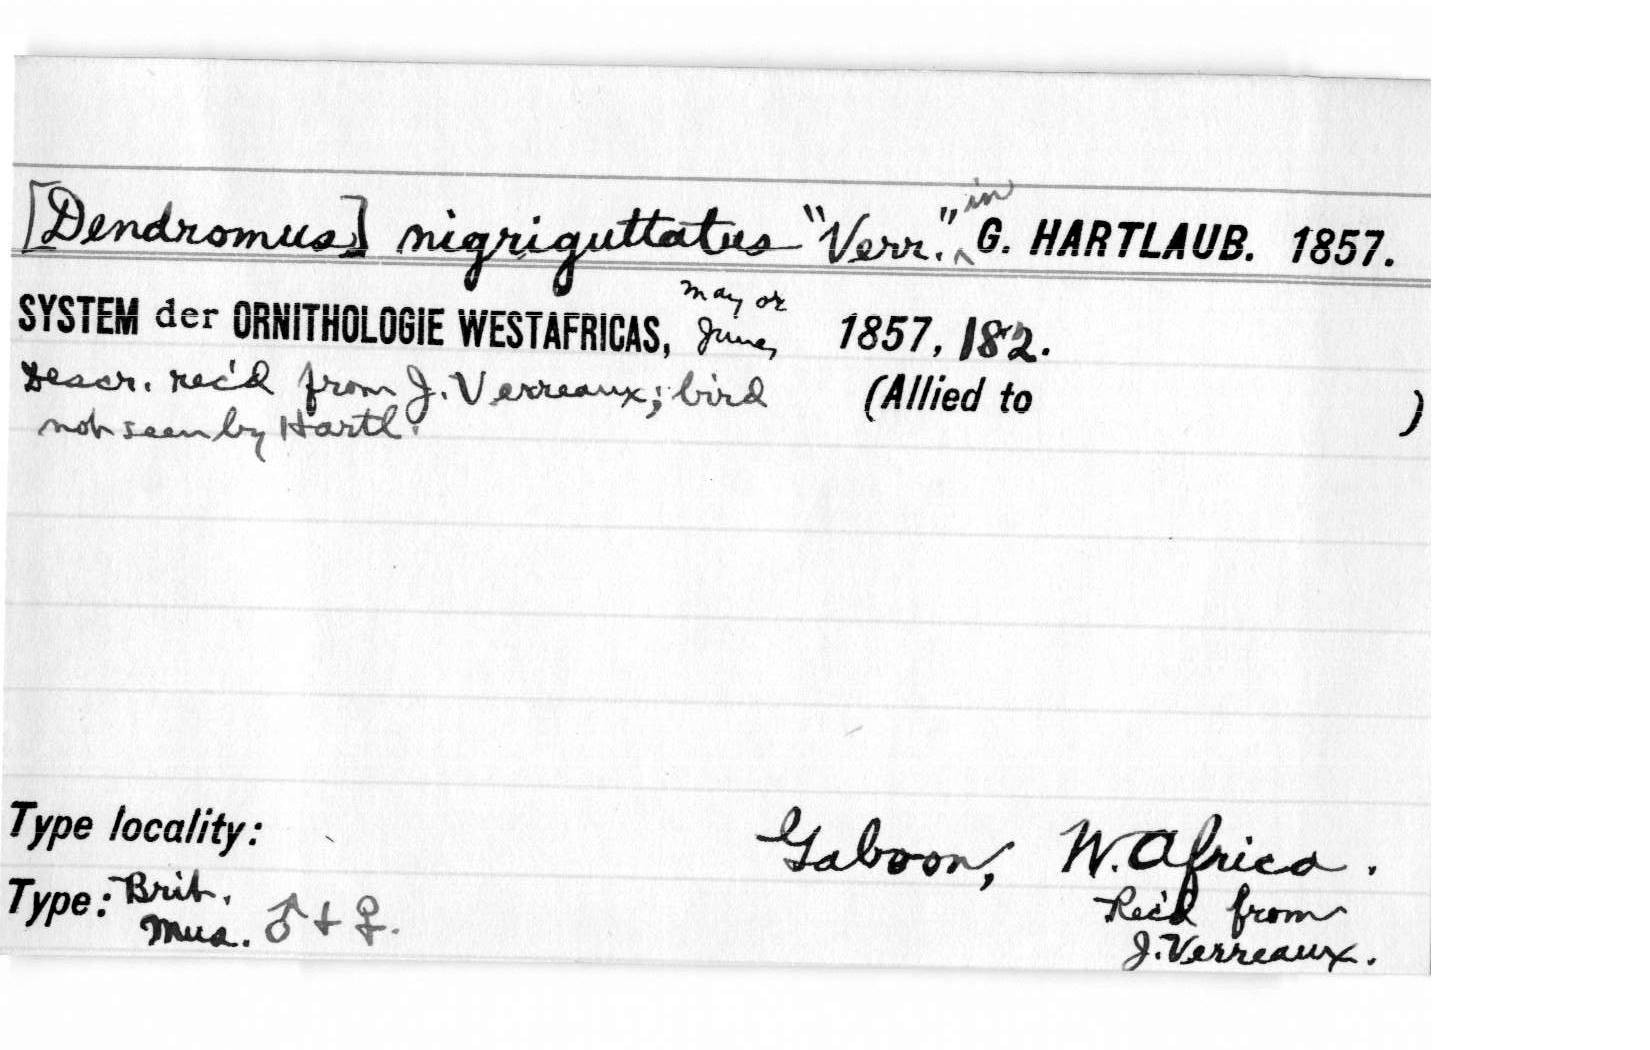 [Dendromus] nigriguttatus "Verr." in G. HARTLAUB. 1857.
SYSTEM der ORNITHOLOGIE WESTAFRICAS, May or June, 1857, 182.
Descr. rec'd from J. Verreaux; bird (Allied to )
not seen by Hartl.
Type locality: Gaboon, W. Africa.
Type: Brit. Mus. ♂ + ♀. Rec'd from
J. Verreaux.